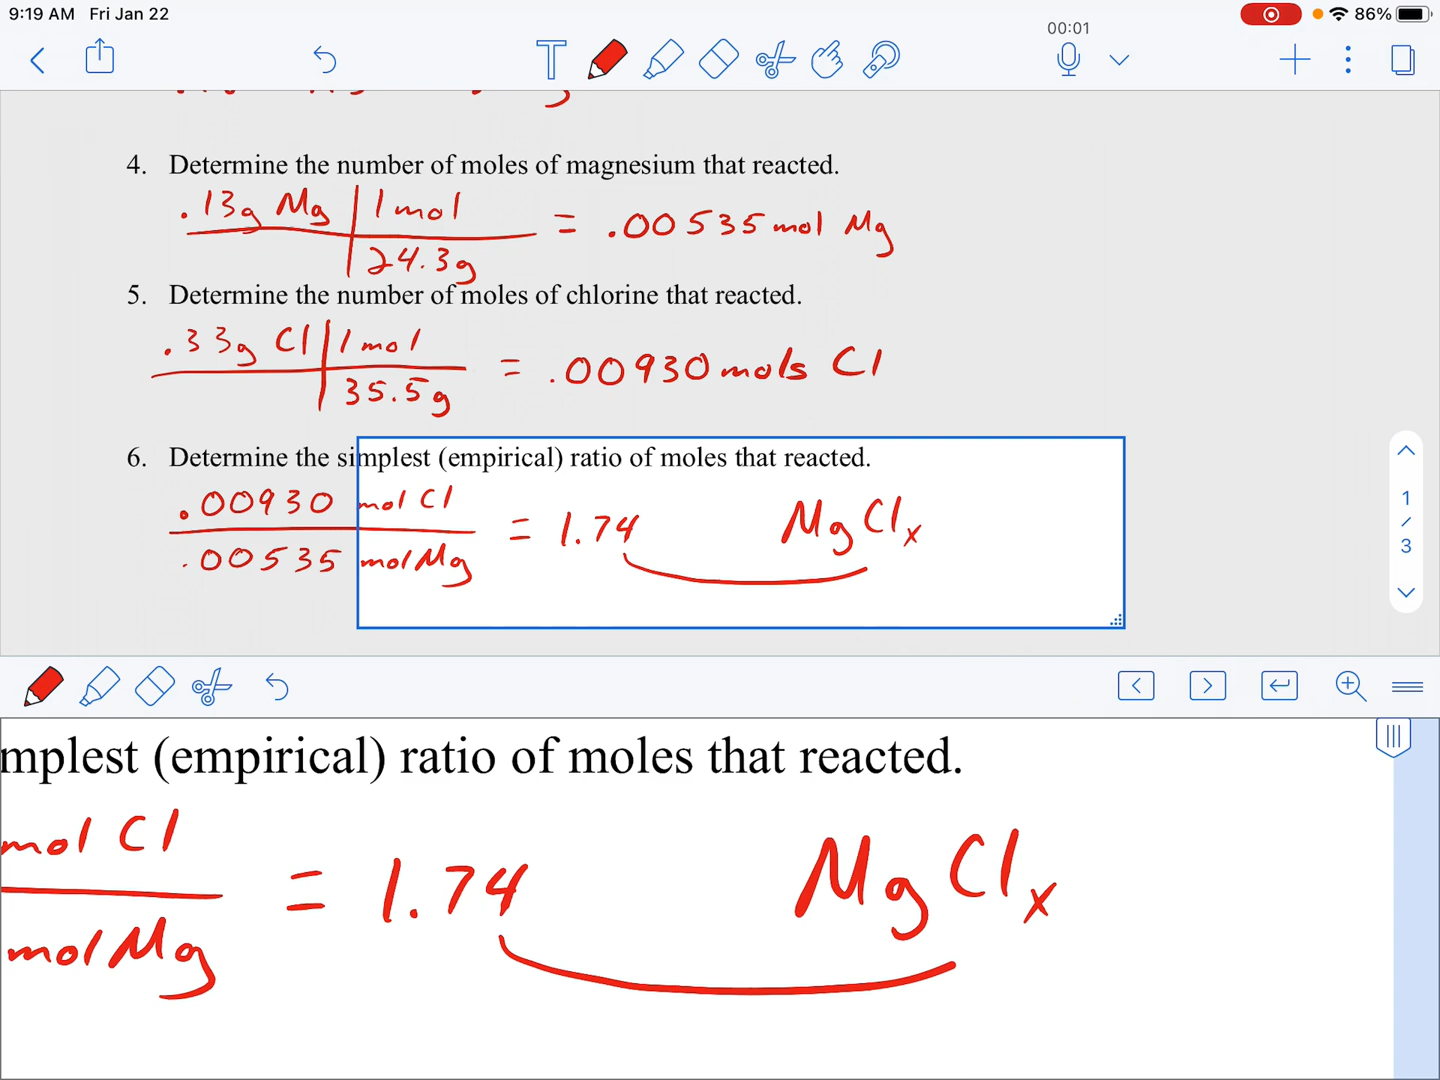 9:19 AM Fri Jan 22
86%
00:01
T
4. Determine the number of moles of magnesium that reacted.
.13g Mg | 1 mol = .00535 mol Mg
24.3g
5. Determine the number of moles of chlorine that reacted.
.33g Cl | 1 mol = .00930 mols Cl
35.5g
6. Determine the simplest (empirical) ratio of moles that reacted.
.00930 mol Cl
= 1.74 MgClx
.00535 mol Mg
1
/
3
mplest (empirical) ratio of moles that reacted.
mol Cl
= 1.74 MgClx
mol Mg